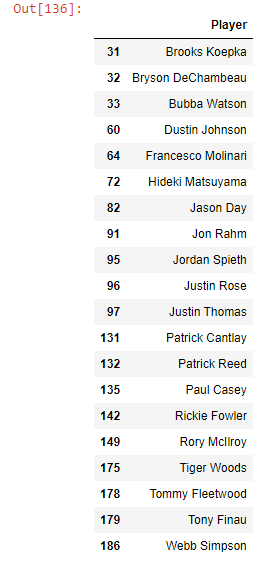 Out[136]:
Player
31 Brooks Koepka
32 Bryson DeChambeau
33 Bubba Watson
60 Dustin Johnson
64 Francesco Molinari
72 Hideki Matsuyama
82 Jason Day
91 Jon Rahm
95 Jordan Spieth
96 Justin Rose
97 Justin Thomas
131 Patrick Cantlay
132 Patrick Reed
135 Paul Casey
142 Rickie Fowler
149 Rory McIlroy
175 Tiger Woods
178 Tommy Fleetwood
179 Tony Finau
186 Webb Simpson